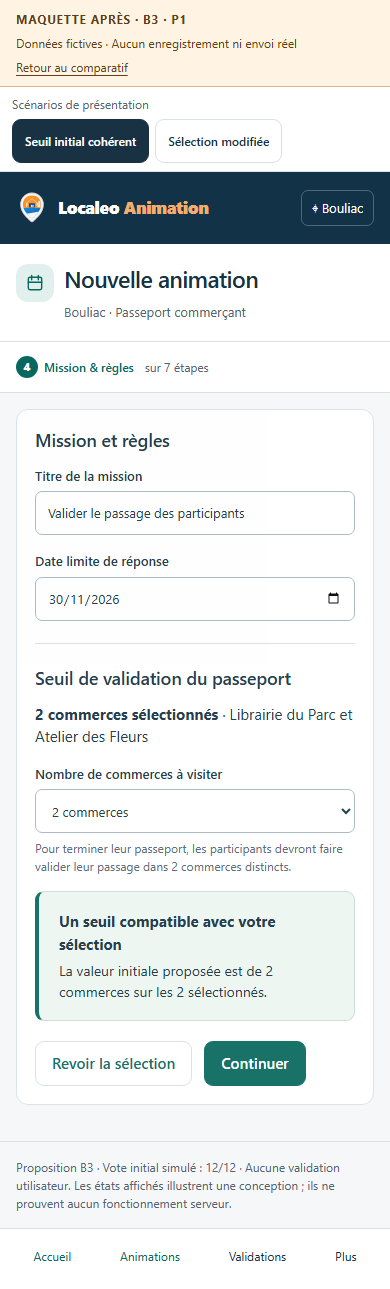 MAQUETTE APRÈS · B3 · P1
Données fictives · Aucun enregistrement ni envoi réel
Retour au comparatif
Scénarios de présentation
Seuil initial cohérent
Sélection modifiée
Localeo Animation
Bouliac
Nouvelle animation
Bouliac · Passeport commerçant
4 Mission & règles sur 7 étapes
Mission et règles
Titre de la mission
Valider le passage des participants
Date limite de réponse
30/11/2026
Seuil de validation du passeport
2 commerces sélectionnés · Librairie du Parc et
Atelier des Fleurs
Nombre de commerces à visiter
2 commerces
Pour terminer leur passeport, les participants devront faire
valider leur passage dans 2 commerces distincts.
Un seuil compatible avec votre
sélection
La valeur initiale proposée est de 2
commerces sur les 2 sélectionnés.
Revoir la sélection
Continuer
Proposition B3 · Vote initial simulé : 12/12 · Aucune validation
utilisateur. Les états affichés illustrent une conception ; ils ne
prouvent aucun fonctionnement serveur.
Accueil
Animations
Validations
Plus